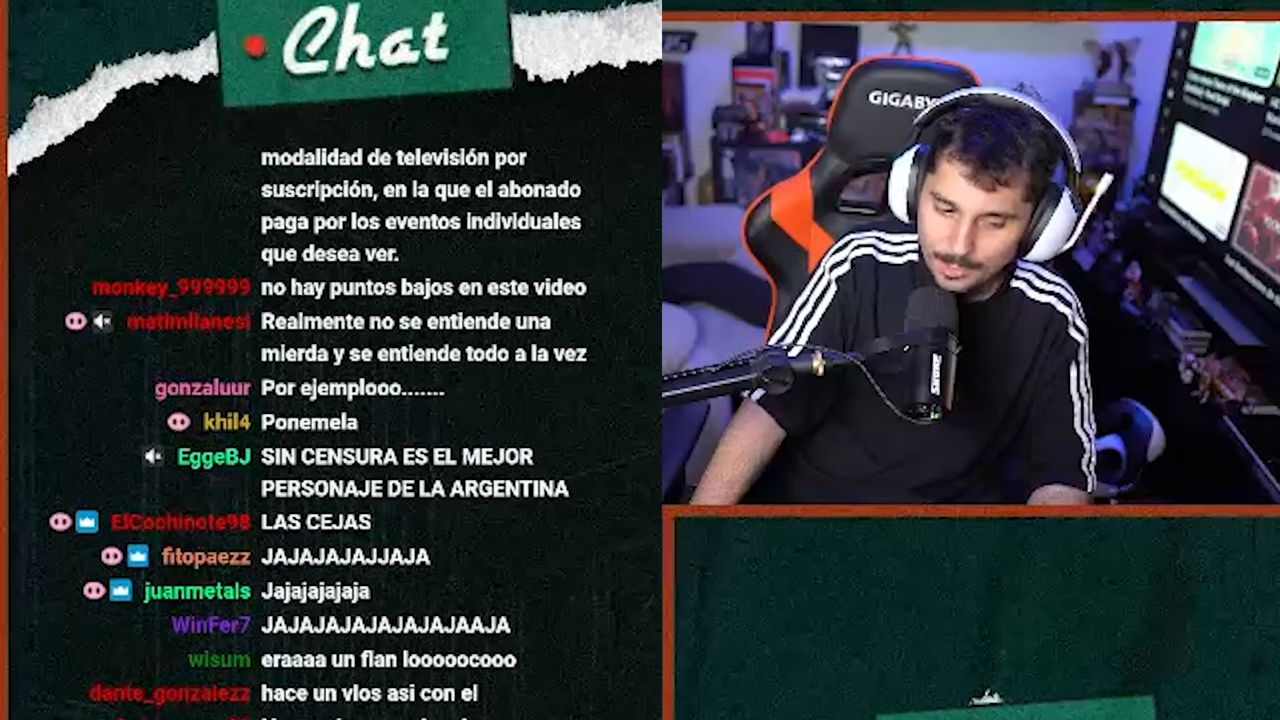 Chat
modalidad de televisión por
suscripción, en la que el abonado
paga por los eventos individuales
que desea ver.
monkey_999999 no hay puntos bajos en este video
matimilanesi Realmente no se entiende una
mierda y se entiende todo a la vez
gonzaluur Por ejemplooo.......
khil4 Ponemela
EggeBJ SIN CENSURA ES EL MEJOR
PERSONAJE DE LA ARGENTINA
ElCochinote98 LAS CEJAS
fitopaezz JAJAJAJAJJAJA
juanmetals Jajajajajaja
WinFer7 JAJAJAJAJAJAJAJAAJA
wisum eraaaa un flan looooocooo
dante_gonzalezz hace un vlos asi con el
GIGABY
SHURE